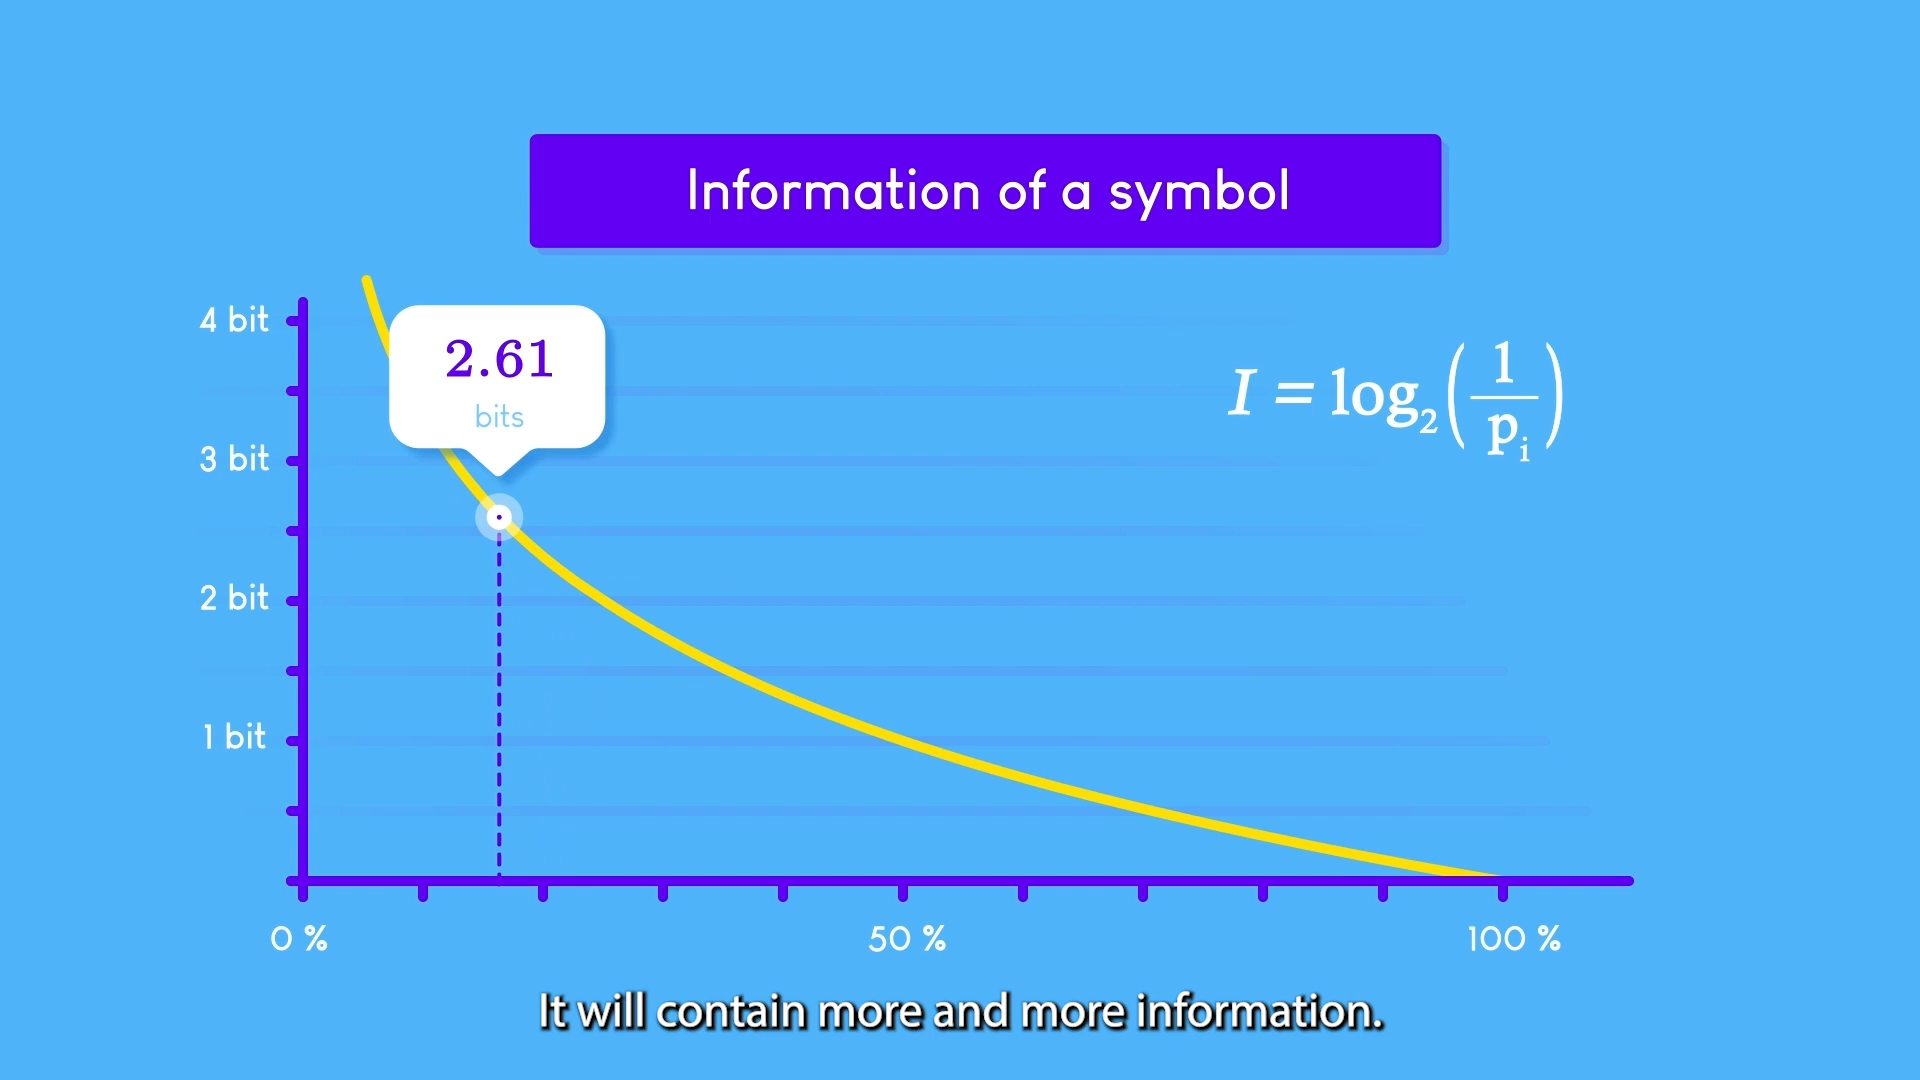 Information of a symbol
4 bit
2.61
bits
I = log₂(1/pᵢ)
3 bit
2 bit
1 bit
0 %
50 %
100 %
It will contain more and more information.